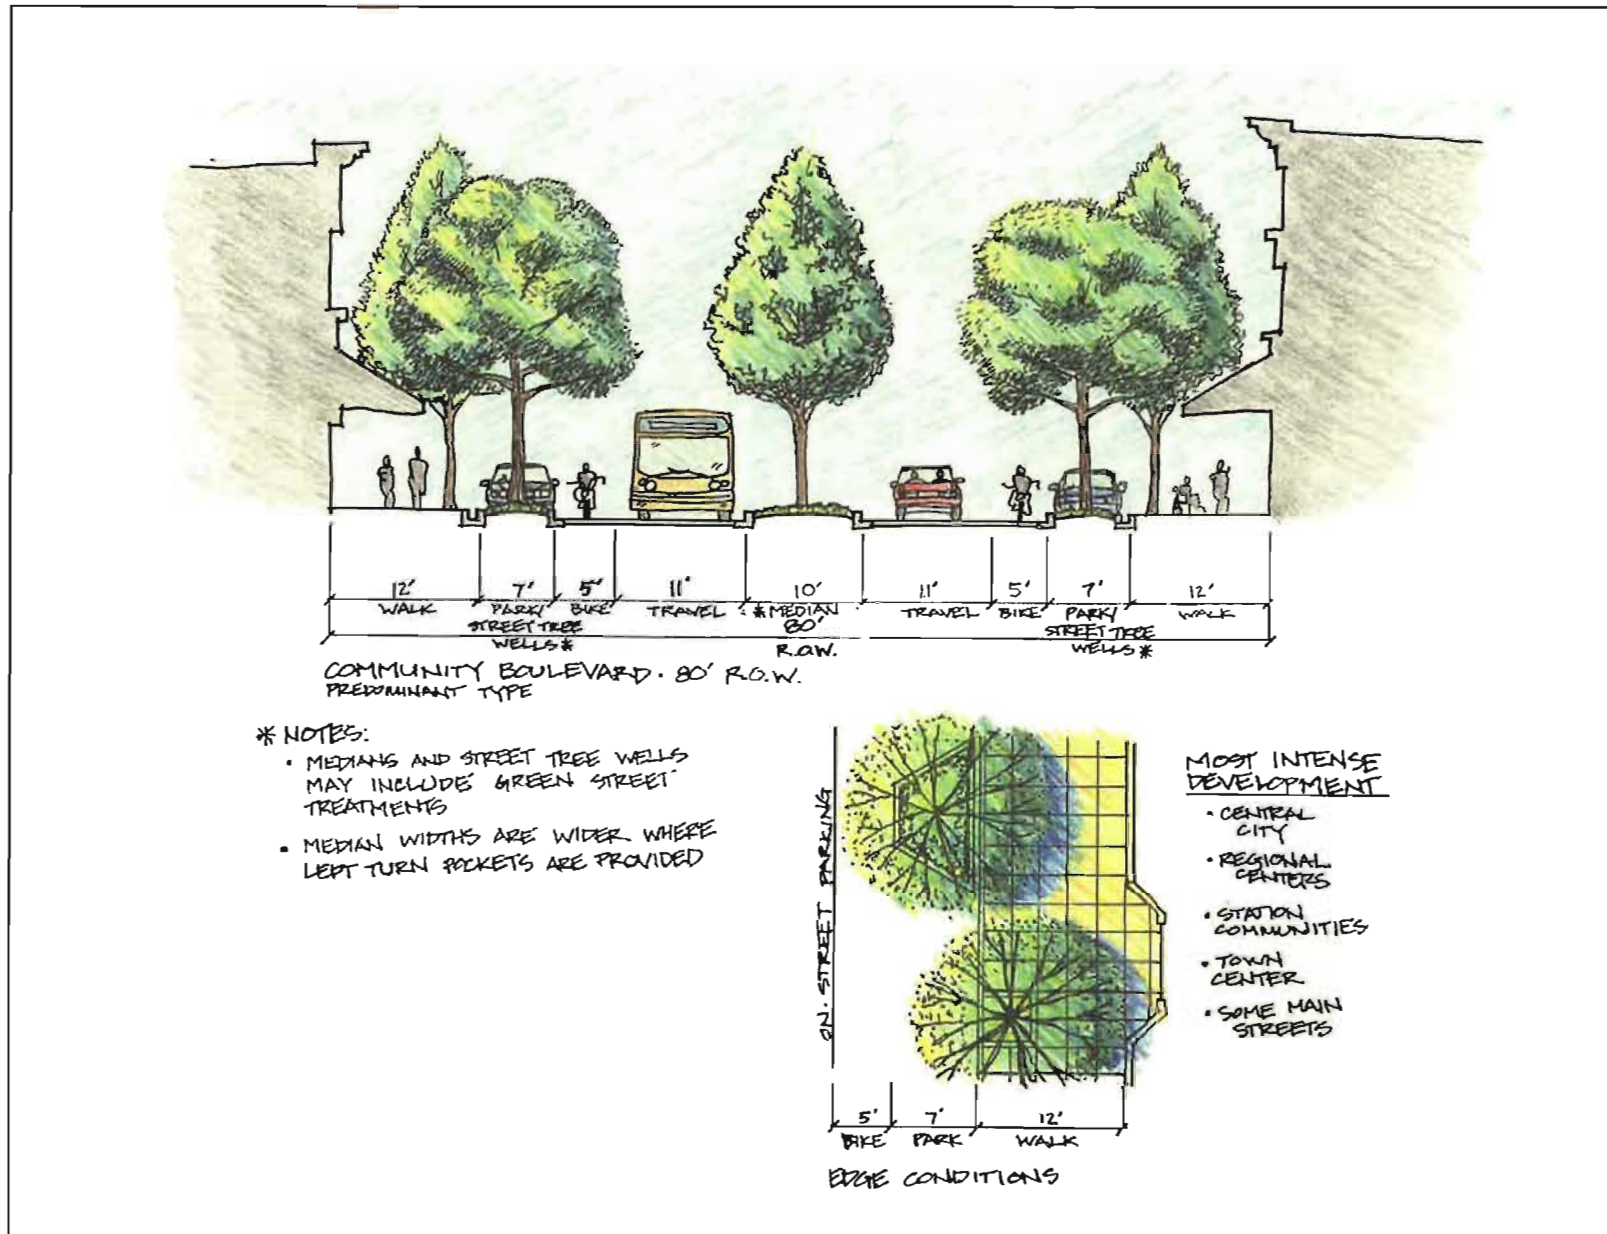 12' 7' 5' 11' 10' 11' 5' 7' 12'
WALK PARK/ BIKE TRAVEL *MEDIAN TRAVEL BIKE PARK/ WALK
STREET TREE 80' STREET TREE
WELLS* R.O.W. WELLS*
COMMUNITY BOULEVARD · 80' R.O.W.
PREDOMINANT TYPE
* NOTES:
• MEDIANS AND STREET TREE WELLS
MAY INCLUDE GREEN STREET
TREATMENTS
• MEDIAN WIDTHS ARE WIDER WHERE
LEFT TURN POCKETS ARE PROVIDED
ON·STREET PARKING
5' 7' 12'
BIKE PARK WALK
EDGE CONDITIONS
MOST INTENSE
DEVELOPMENT
• CENTRAL
CITY
• REGIONAL
CENTERS
• STATION
COMMUNITIES
• TOWN
CENTER
• SOME MAIN
STREETS